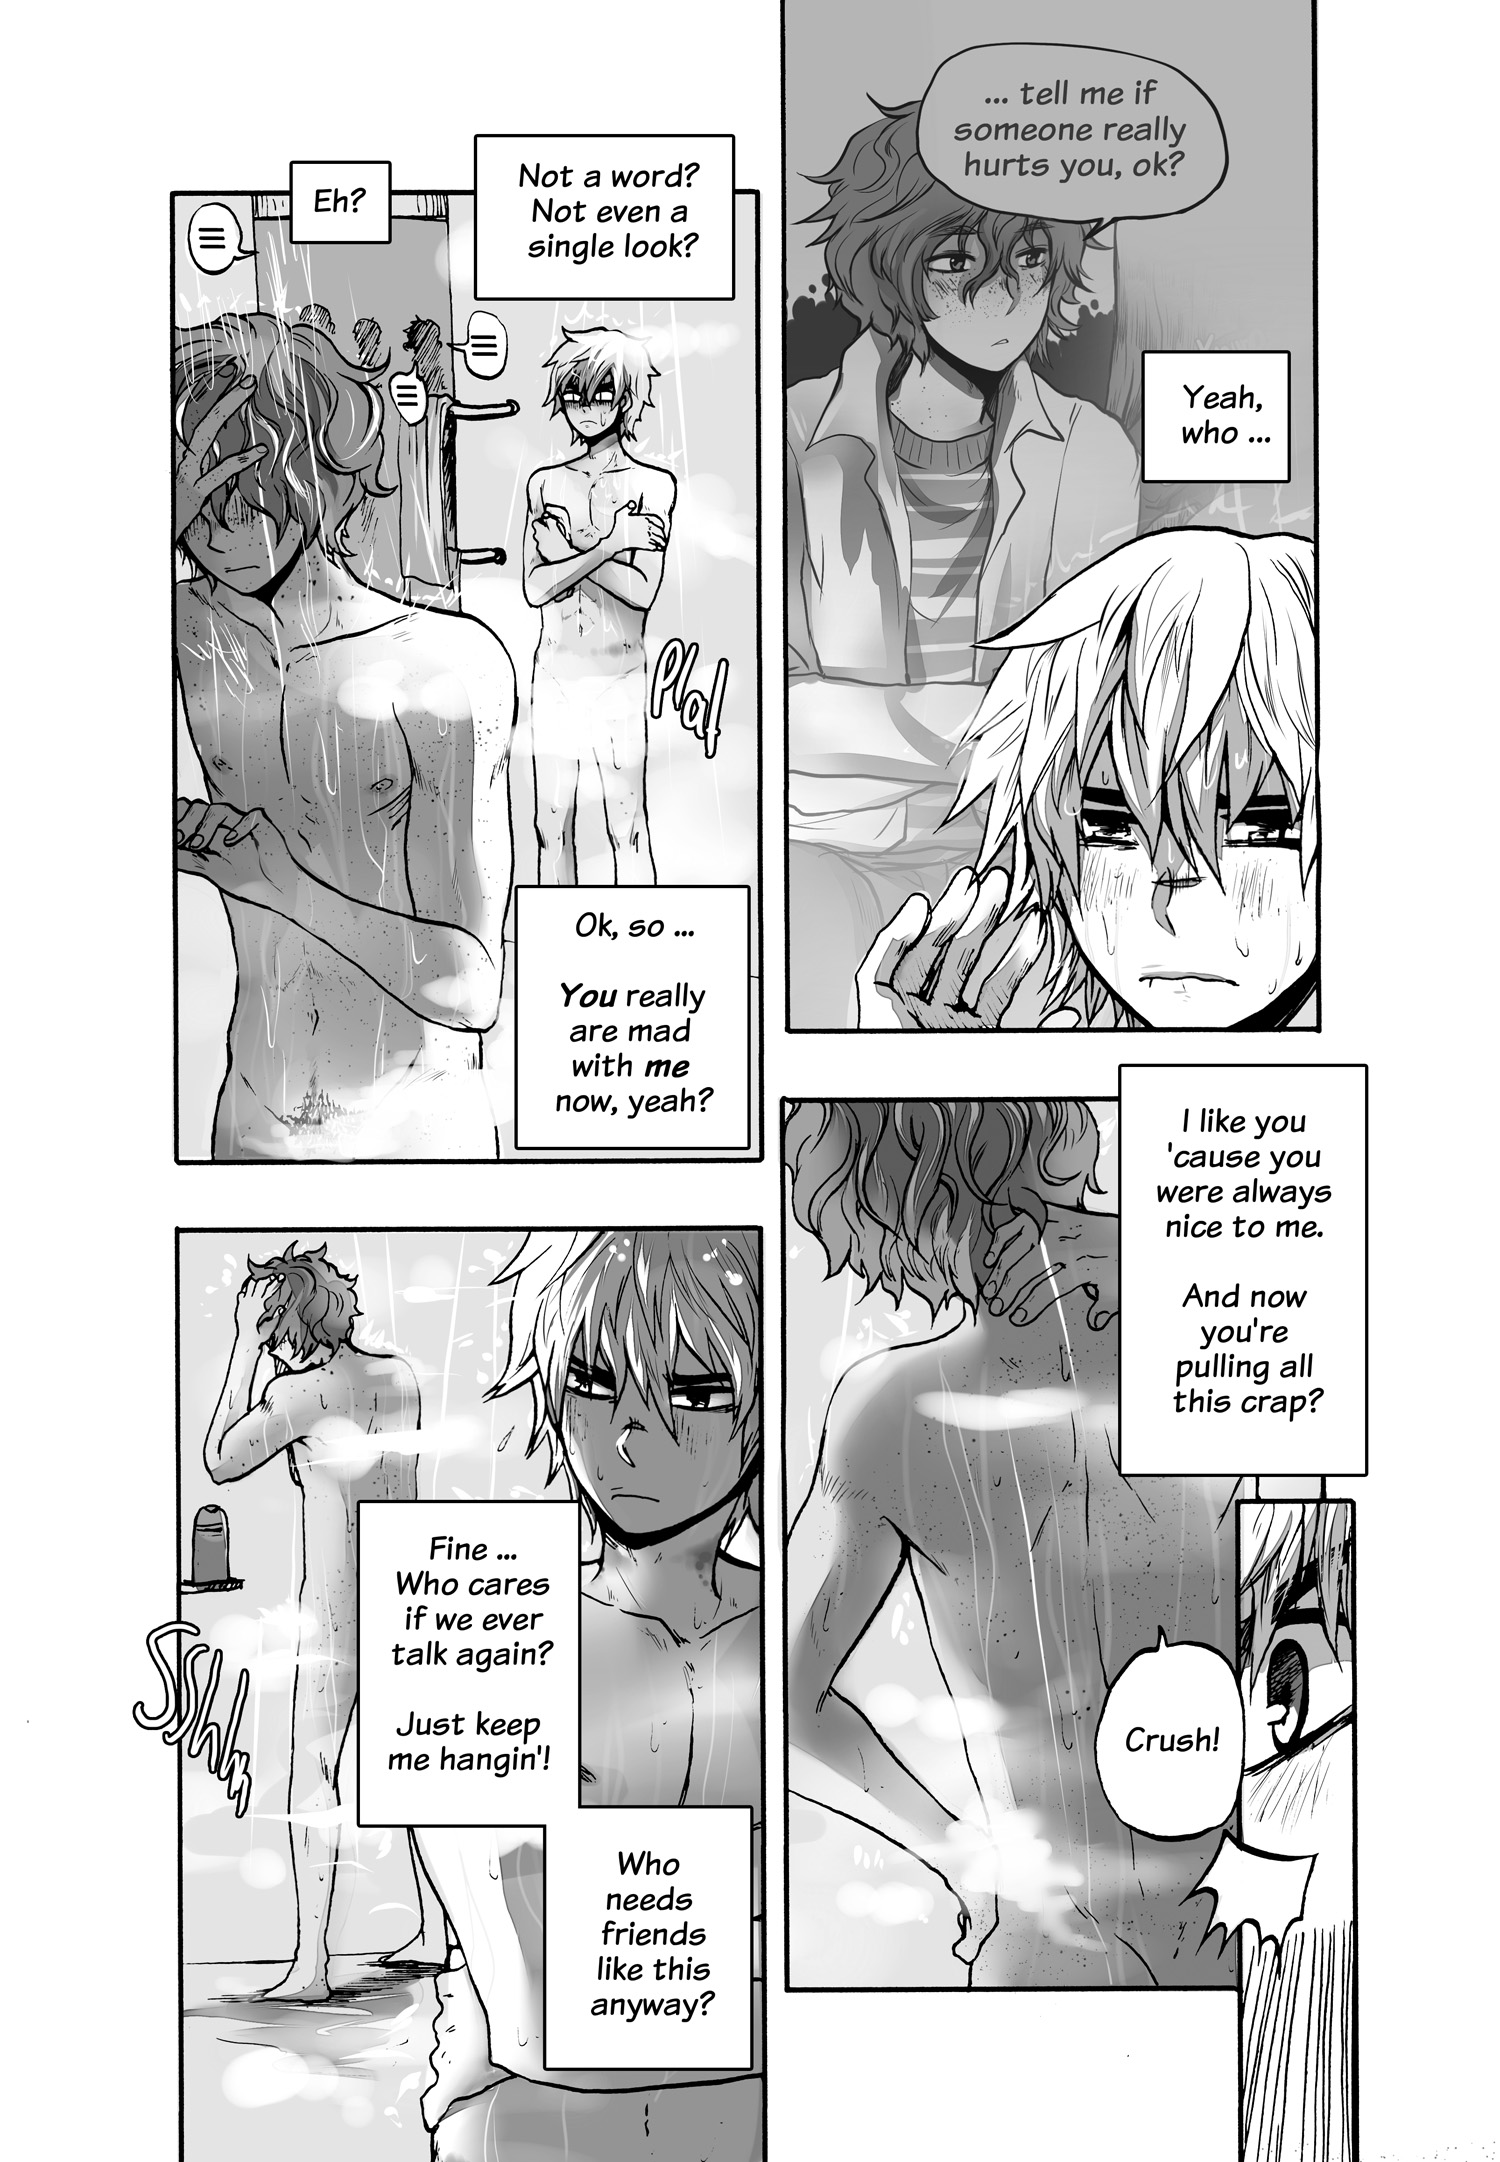 Eh?
Not a word?
Not even a
single look?
Plaf
Ok, so ...
You really
are mad
with me
now, yeah?
... tell me if
someone really
hurts you, ok?
Yeah,
who ...
I like you
'cause you
were always
nice to me.
And now
you're
pulling all
this crap?
Crush!
Fine ...
Who cares
if we ever
talk again?
Just keep
me hangin'!
Who
needs
friends
like this
anyway?